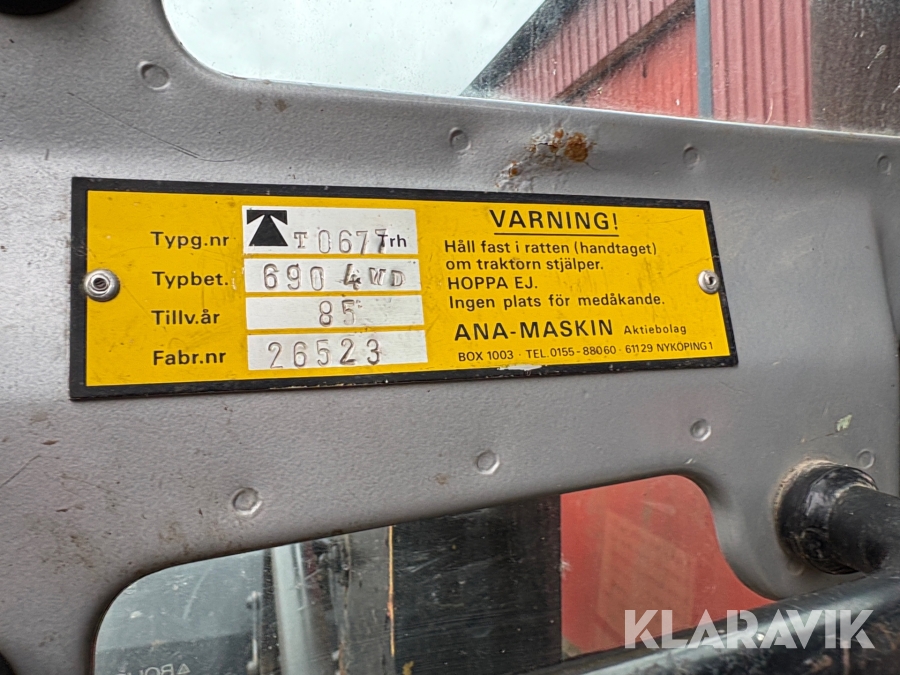 Typg.nr T 0677 Trh
Typbet. 690 4WD
Tillv.år 85
Fabr.nr 26523
VARNING!
Håll fast i ratten (handtaget)
om traktorn stjälper.
HOPPA EJ.
Ingen plats för medåkande.
ANA-MASKIN Aktiebolag
BOX 1003 · TEL. 0155-88060 · 61129 NYKÖPING 1
KLARAVIK